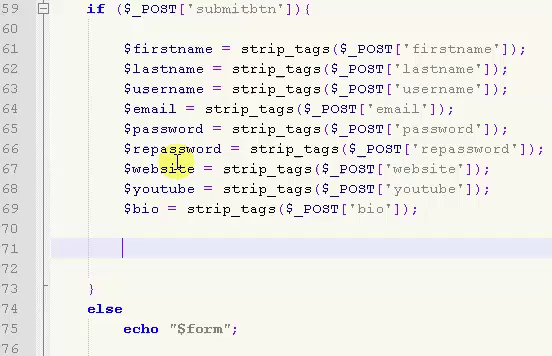 59 if ($_POST['submitbtn']){
60
61 $firstname = strip_tags($_POST['firstname']);
62 $lastname = strip_tags($_POST['lastname']);
63 $username = strip_tags($_POST['username']);
64 $email = strip_tags($_POST['email']);
65 $password = strip_tags($_POST['password']);
66 $repassword = strip_tags($_POST['repassword']);
67 $website = strip_tags($_POST['website']);
68 $youtube = strip_tags($_POST['youtube']);
69 $bio = strip_tags($_POST['bio']);
70
71
72
73 }
74 else
75 echo "$form";
76